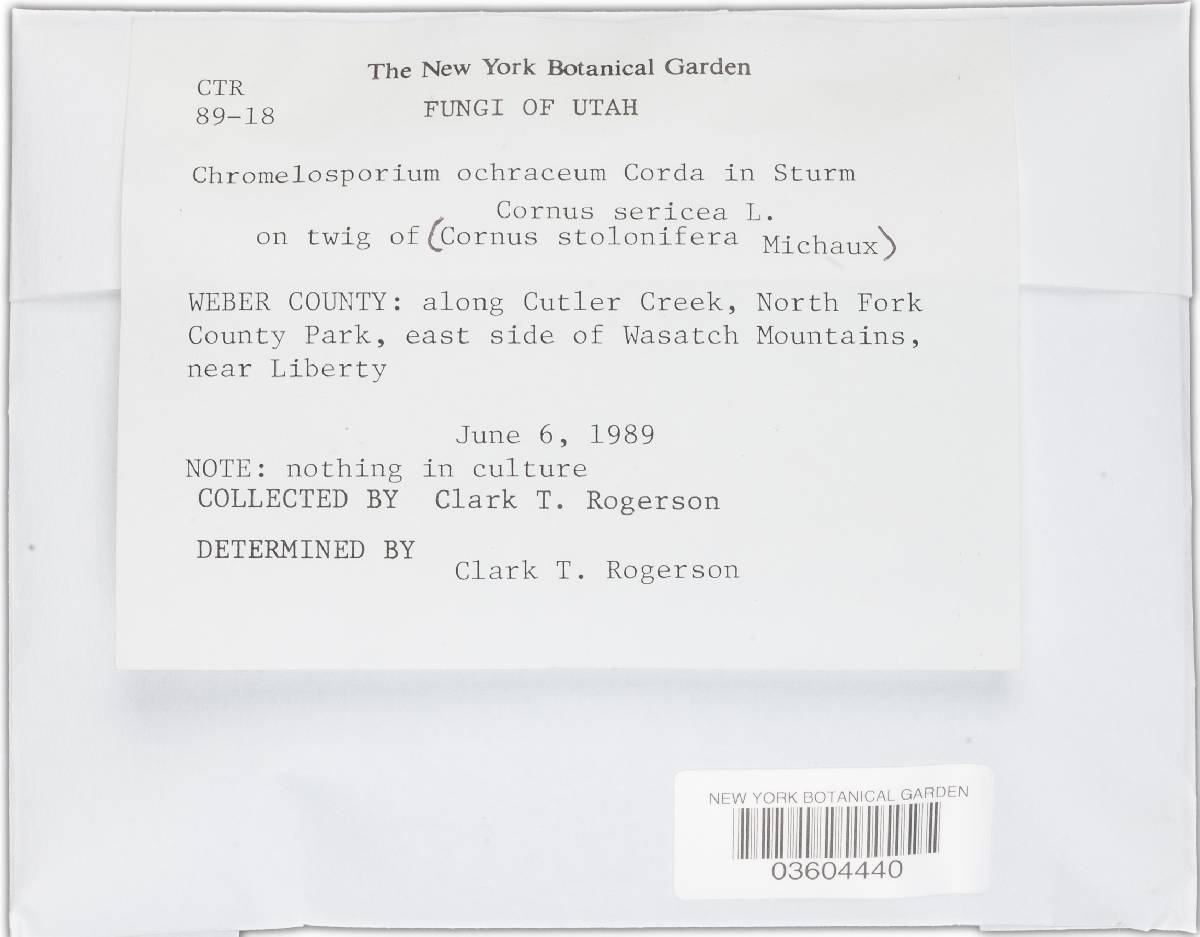 The New York Botanical Garden
CTR
89-18
FUNGI OF UTAH
Chromelosporium ochraceum Corda in Sturm
Cornus sericea L.
on twig of (Cornus stolonifera Michaux)
WEBER COUNTY: along Cutler Creek, North Fork
County Park, east side of Wasatch Mountains,
near Liberty
June 6, 1989
NOTE: nothing in culture
COLLECTED BY Clark T. Rogerson
DETERMINED BY
Clark T. Rogerson
NEW YORK BOTANICAL GARDEN
03604440